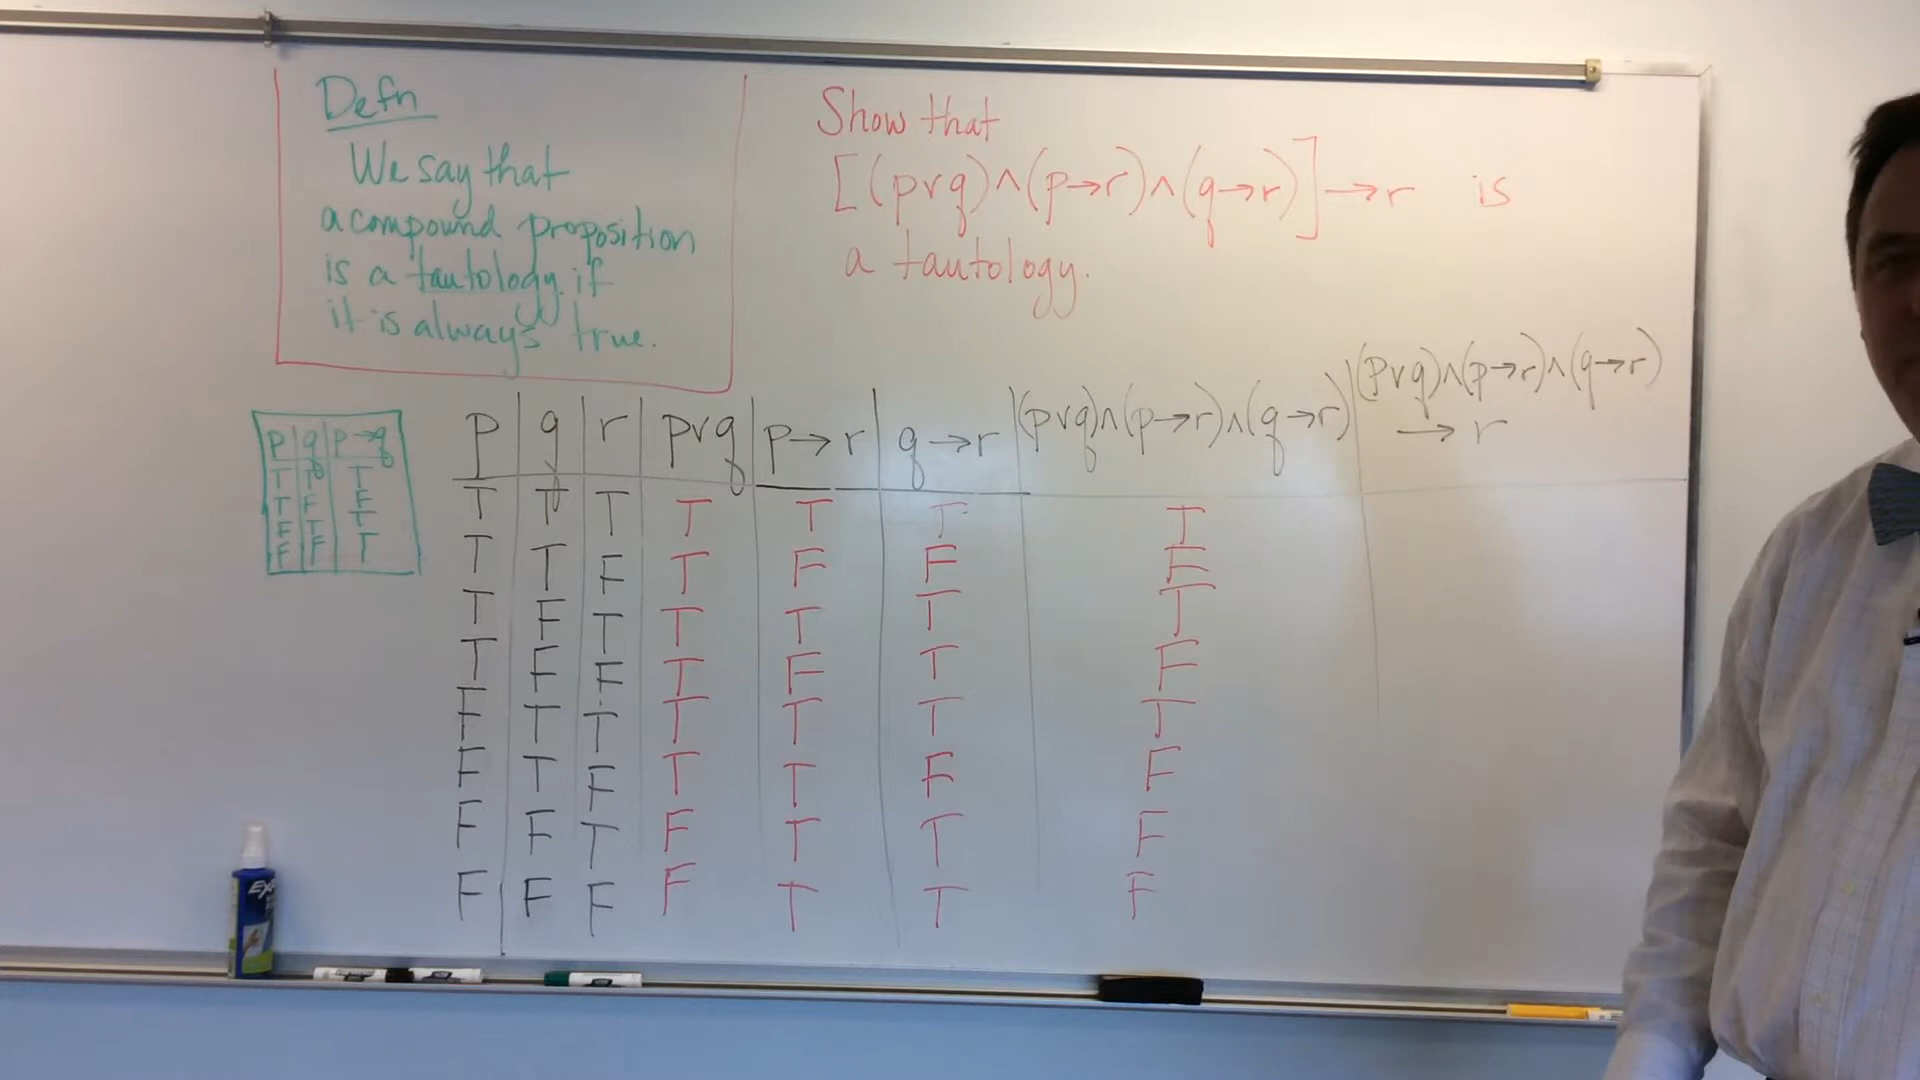 Defn
We say that
a compound proposition
is a tautology if
it is always true.
Show that
[(p∨q)∧(p→r)∧(q→r)]→r is
a tautology.
p q p→q
T T T
T F F
F T T
F F T
p q r p∨q p→r q→r (p∨q)∧(p→r)∧(q→r) (p∨q)∧(p→r)∧(q→r)
→ r
T T T T T T T
T T F T F F F
T F T T T T T
T F F T F T F
F T T T T T T
F T F T T F F
F F T F T T F
F F F F T T F